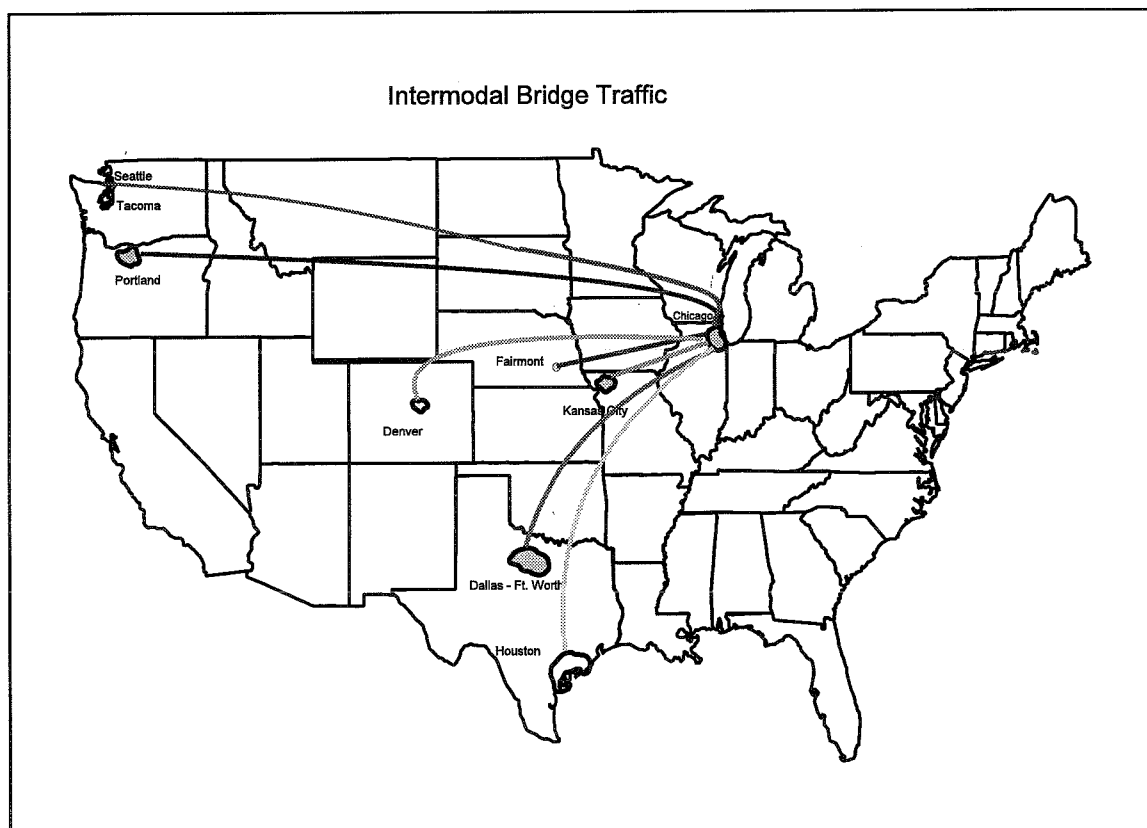 Intermodal Bridge Traffic
Seattle
Tacoma
Portland
Chicago
Fairmont
Kansas City
Denver
Dallas - Ft. Worth
Houston